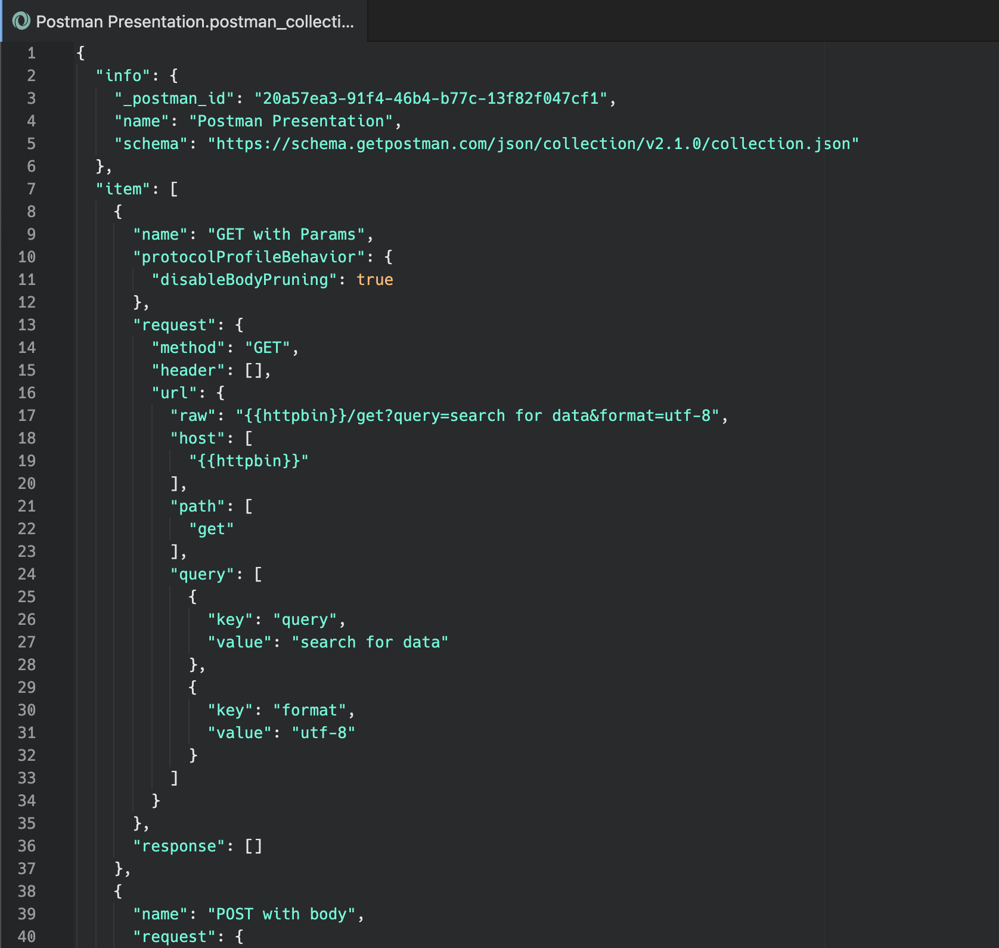 Postman Presentation.postman_collecti...
1 {
2   "info": {
3     "_postman_id": "20a57ea3-91f4-46b4-b77c-13f82f047cf1",
4     "name": "Postman Presentation",
5     "schema": "https://schema.getpostman.com/json/collection/v2.1.0/collection.json"
6   },
7   "item": [
8     {
9       "name": "GET with Params",
10       "protocolProfileBehavior": {
11         "disableBodyPruning": true
12       },
13       "request": {
14         "method": "GET",
15         "header": [],
16         "url": {
17           "raw": "{{httpbin}}/get?query=search for data&format=utf-8",
18           "host": [
19             "{{httpbin}}"
20           ],
21           "path": [
22             "get"
23           ],
24           "query": [
25             {
26               "key": "query",
27               "value": "search for data"
28             },
29             {
30               "key": "format",
31               "value": "utf-8"
32             }
33           ]
34         }
35       },
36       "response": []
37     },
38     {
39       "name": "POST with body",
40       "request": {